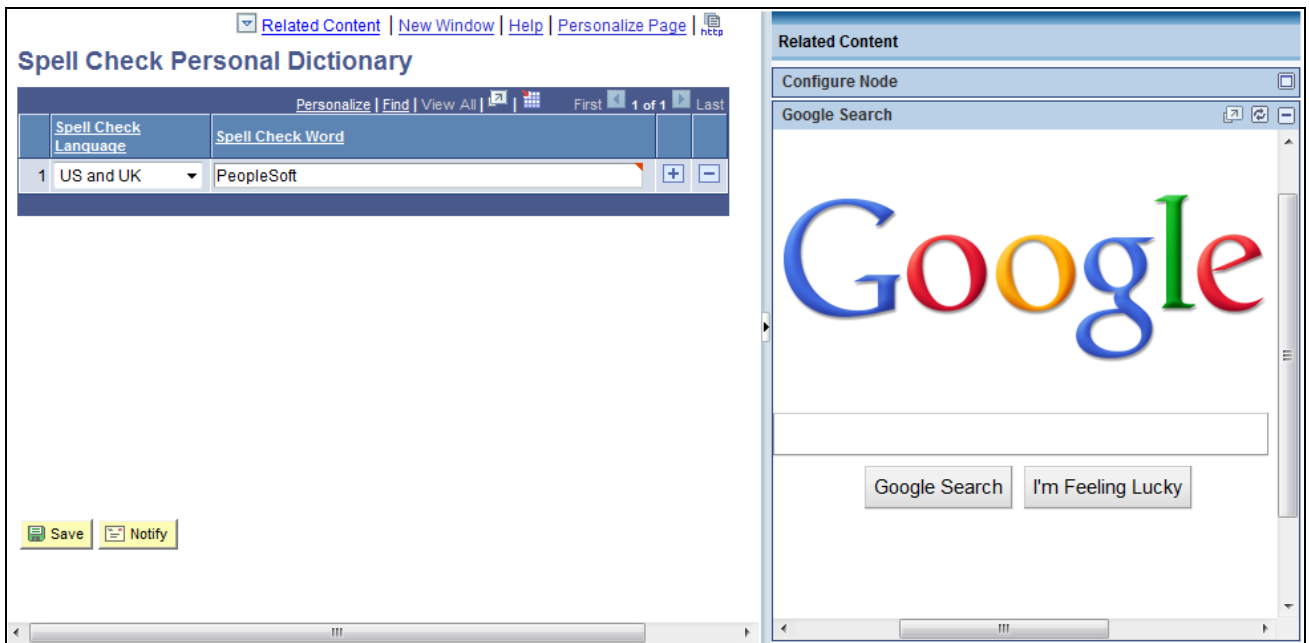 Related Content | New Window | Help | Personalize Page | http
Spell Check Personal Dictionary
Personalize | Find | View All | | First 1 of 1 Last
Spell Check Language
Spell Check Word
1 US and UK PeopleSoft
Save Notify
Related Content
Configure Node
Google Search
Google
Google Search I'm Feeling Lucky